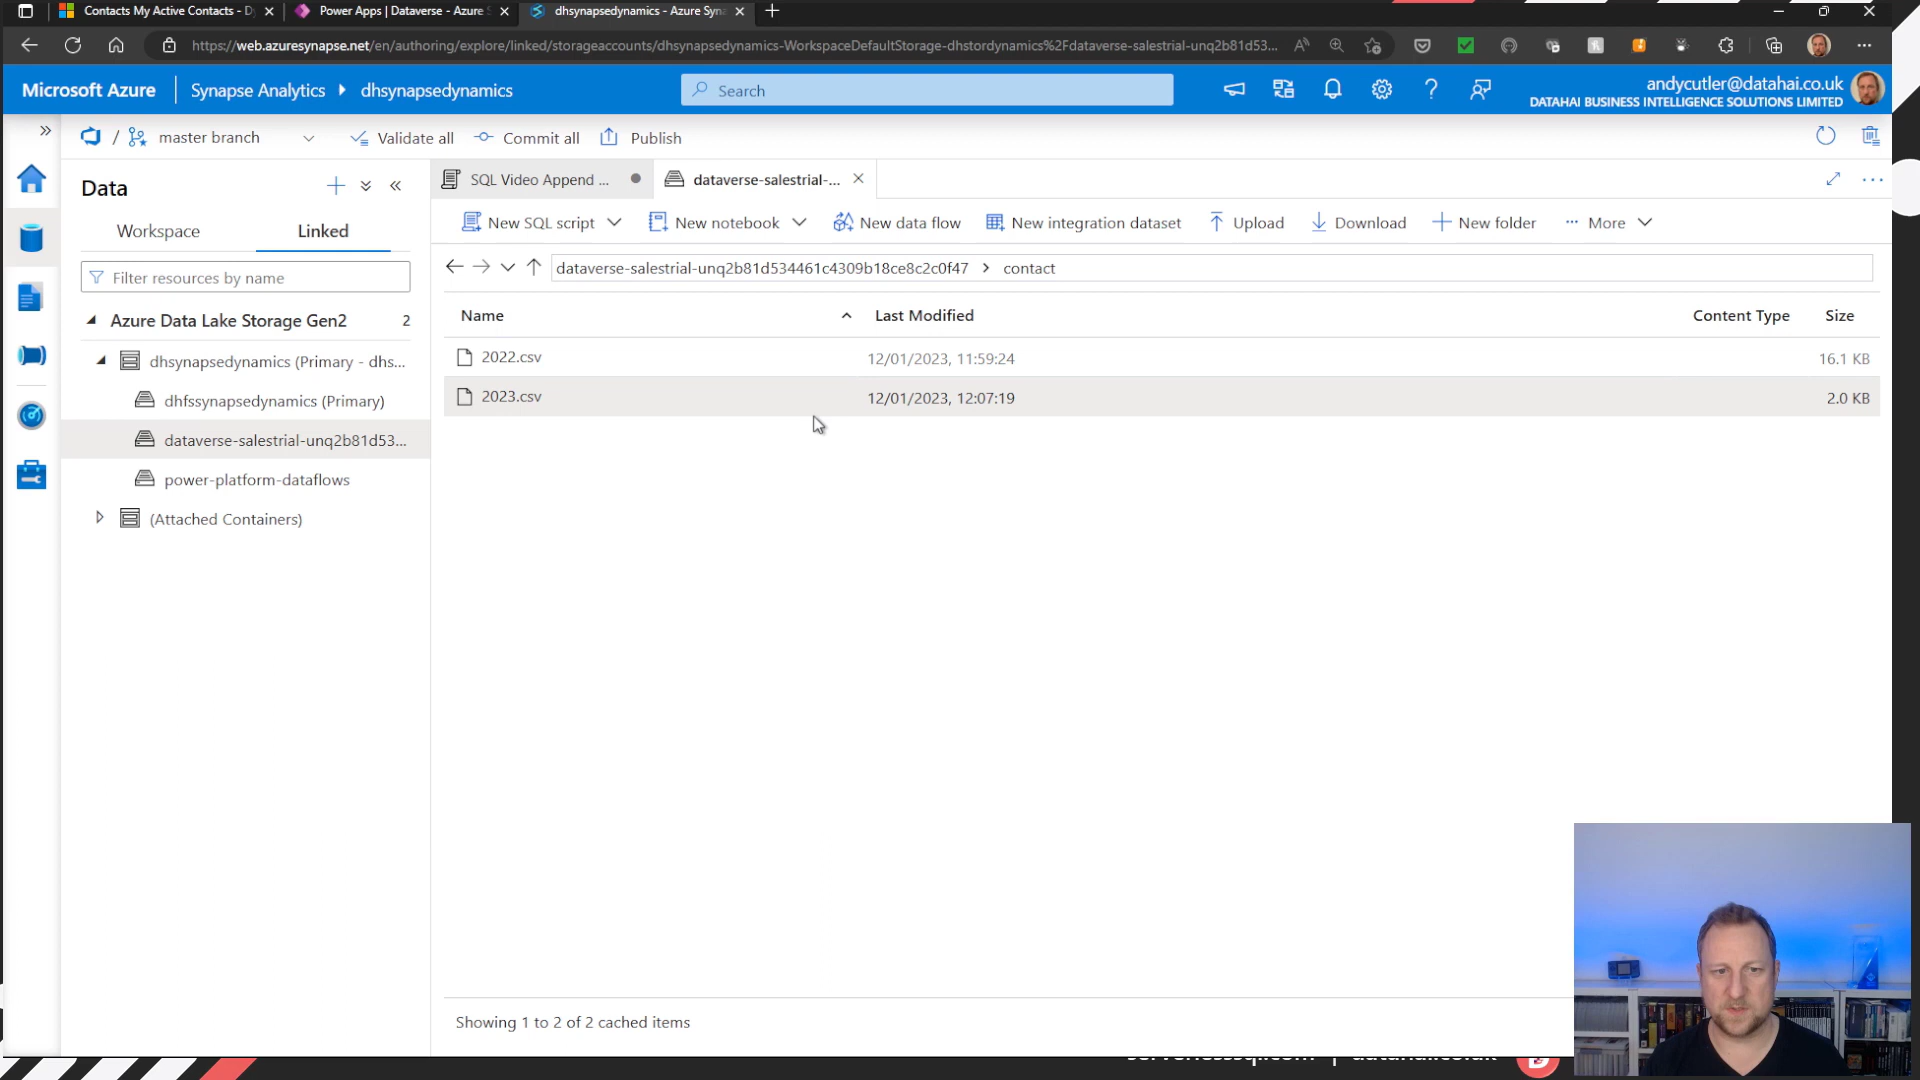 Contacts My Active Contacts - D
Power Apps | Dataverse - Azure S
dhsynapsedynamics - Azure Syna
https://web.azuresynapse.net/en/authoring/explore/linked/storageaccounts/dhsynapsedynamics-WorkspaceDefaultStorage-dhstordynamics%2Fdataverse-salestrial-unq2b81d53...
Microsoft Azure
Synapse Analytics
dhsynapsedynamics
Search
andycutler@datahai.co.uk
DATAHAI BUSINESS INTELLIGENCE SOLUTIONS LIMITED
/ master branch
Validate all
Commit all
Publish
Data
SQL Video Append ...
dataverse-salestrial-...
Workspace
Linked
New SQL script
New notebook
New data flow
New integration dataset
Upload
Download
New folder
More
Filter resources by name
dataverse-salestrial-unq2b81d534461c4309b18ce8c2c0f47 > contact
Azure Data Lake Storage Gen2 2
Name
Last Modified
Content Type
Size
dhsynapsedynamics (Primary - dhs...
2022.csv
12/01/2023, 11:59:24
16.1 KB
dhfssynapsedynamics (Primary)
2023.csv
12/01/2023, 12:07:19
2.0 KB
dataverse-salestrial-unq2b81d53...
power-platform-dataflows
(Attached Containers)
Showing 1 to 2 of 2 cached items